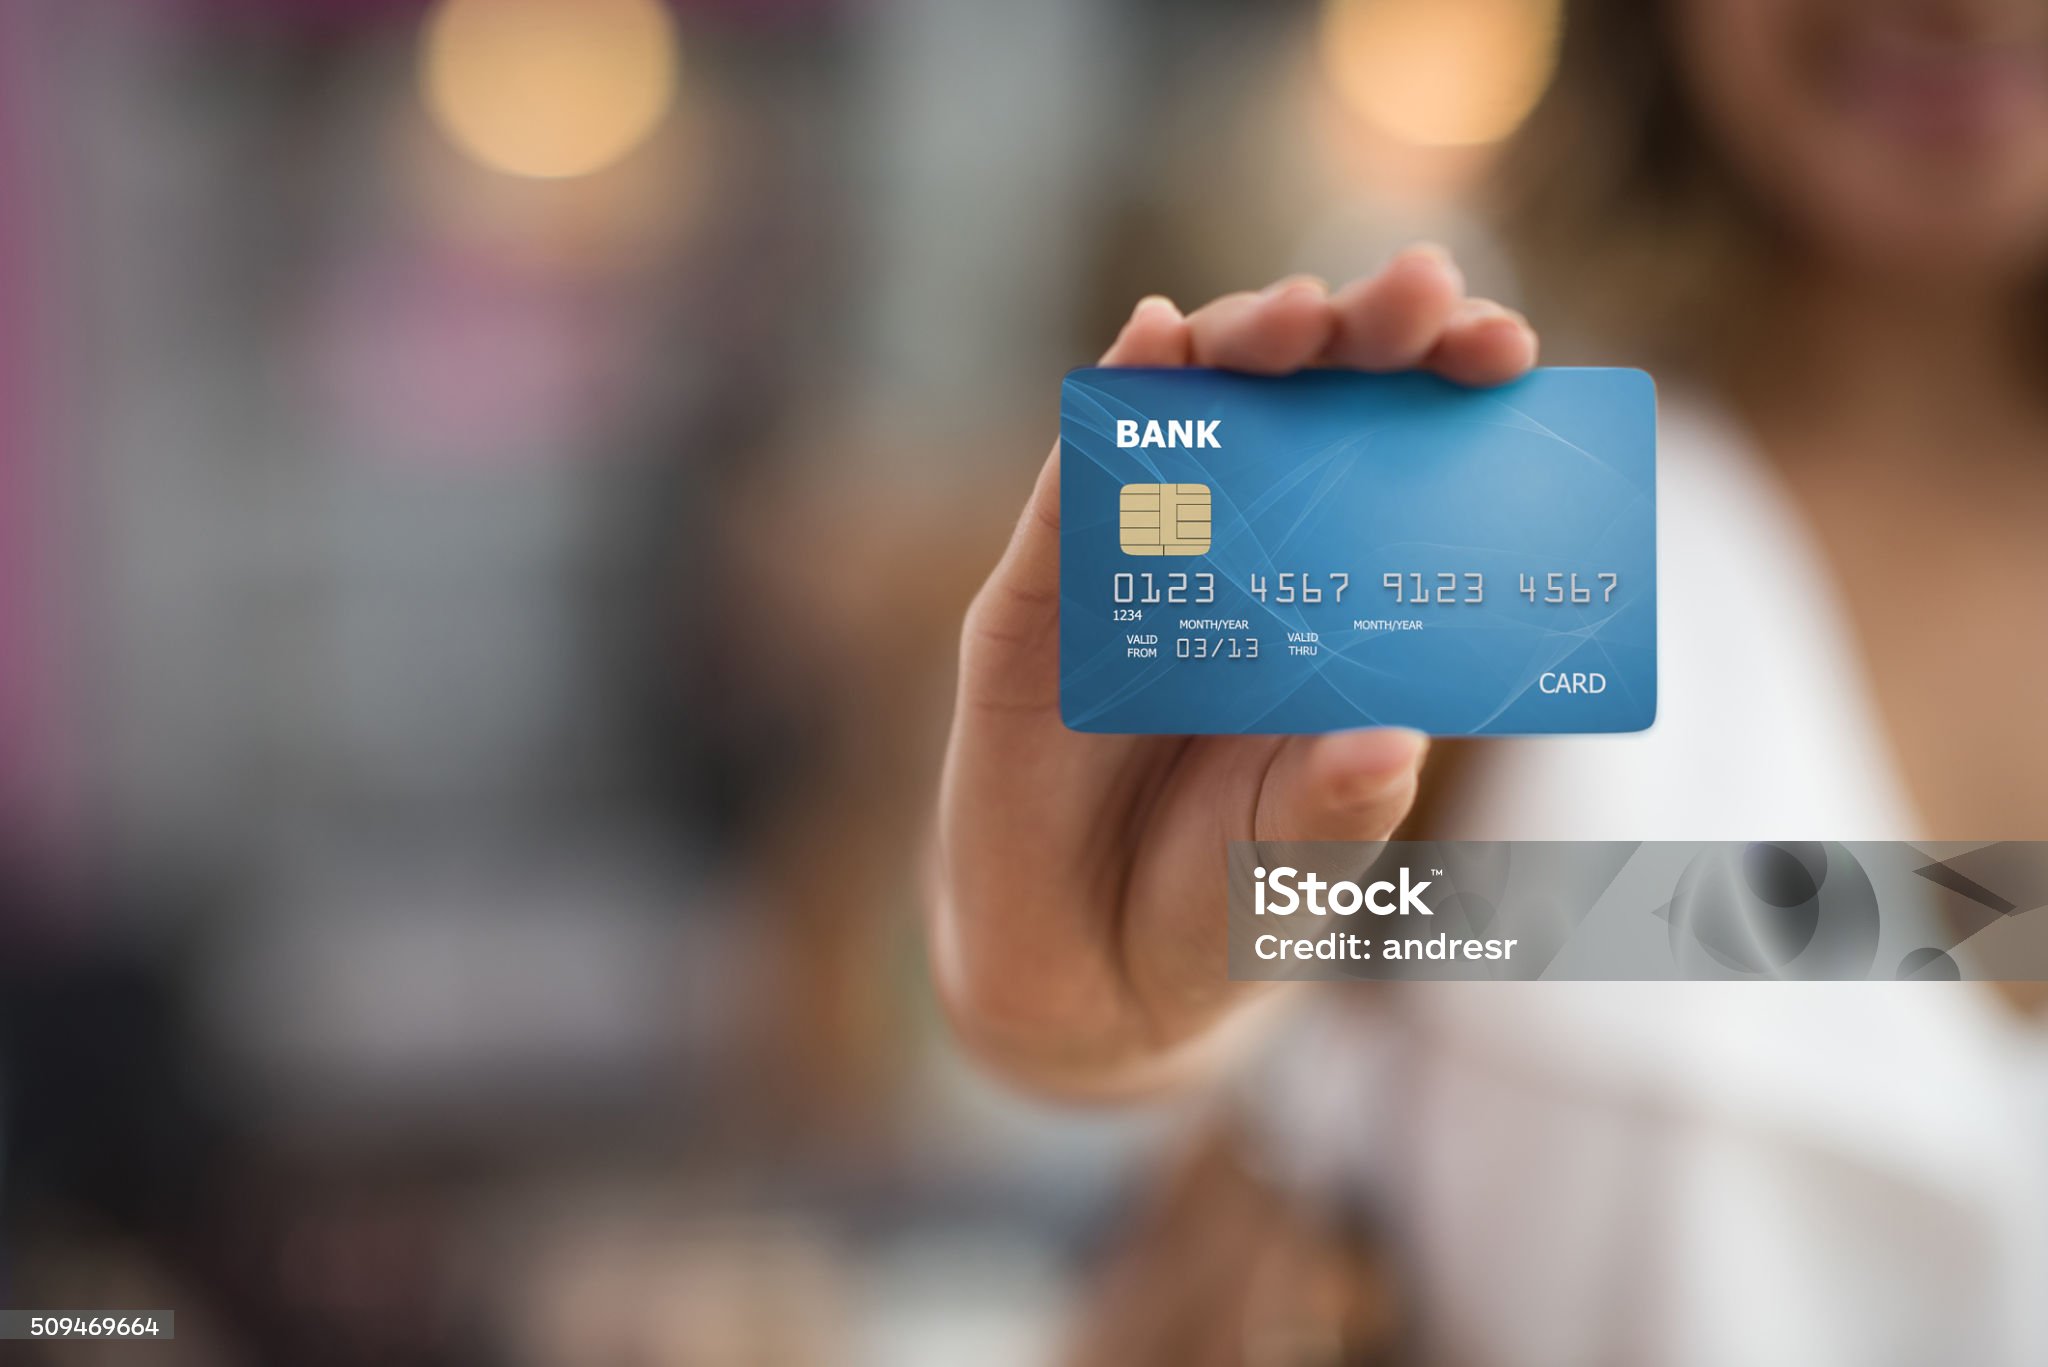 BANK
0123 4567 9123 4567
1234
MONTH/YEAR MONTH/YEAR
VALID FROM 03/13 VALID THRU
CARD
iStock™
Credit: andresr
509469664